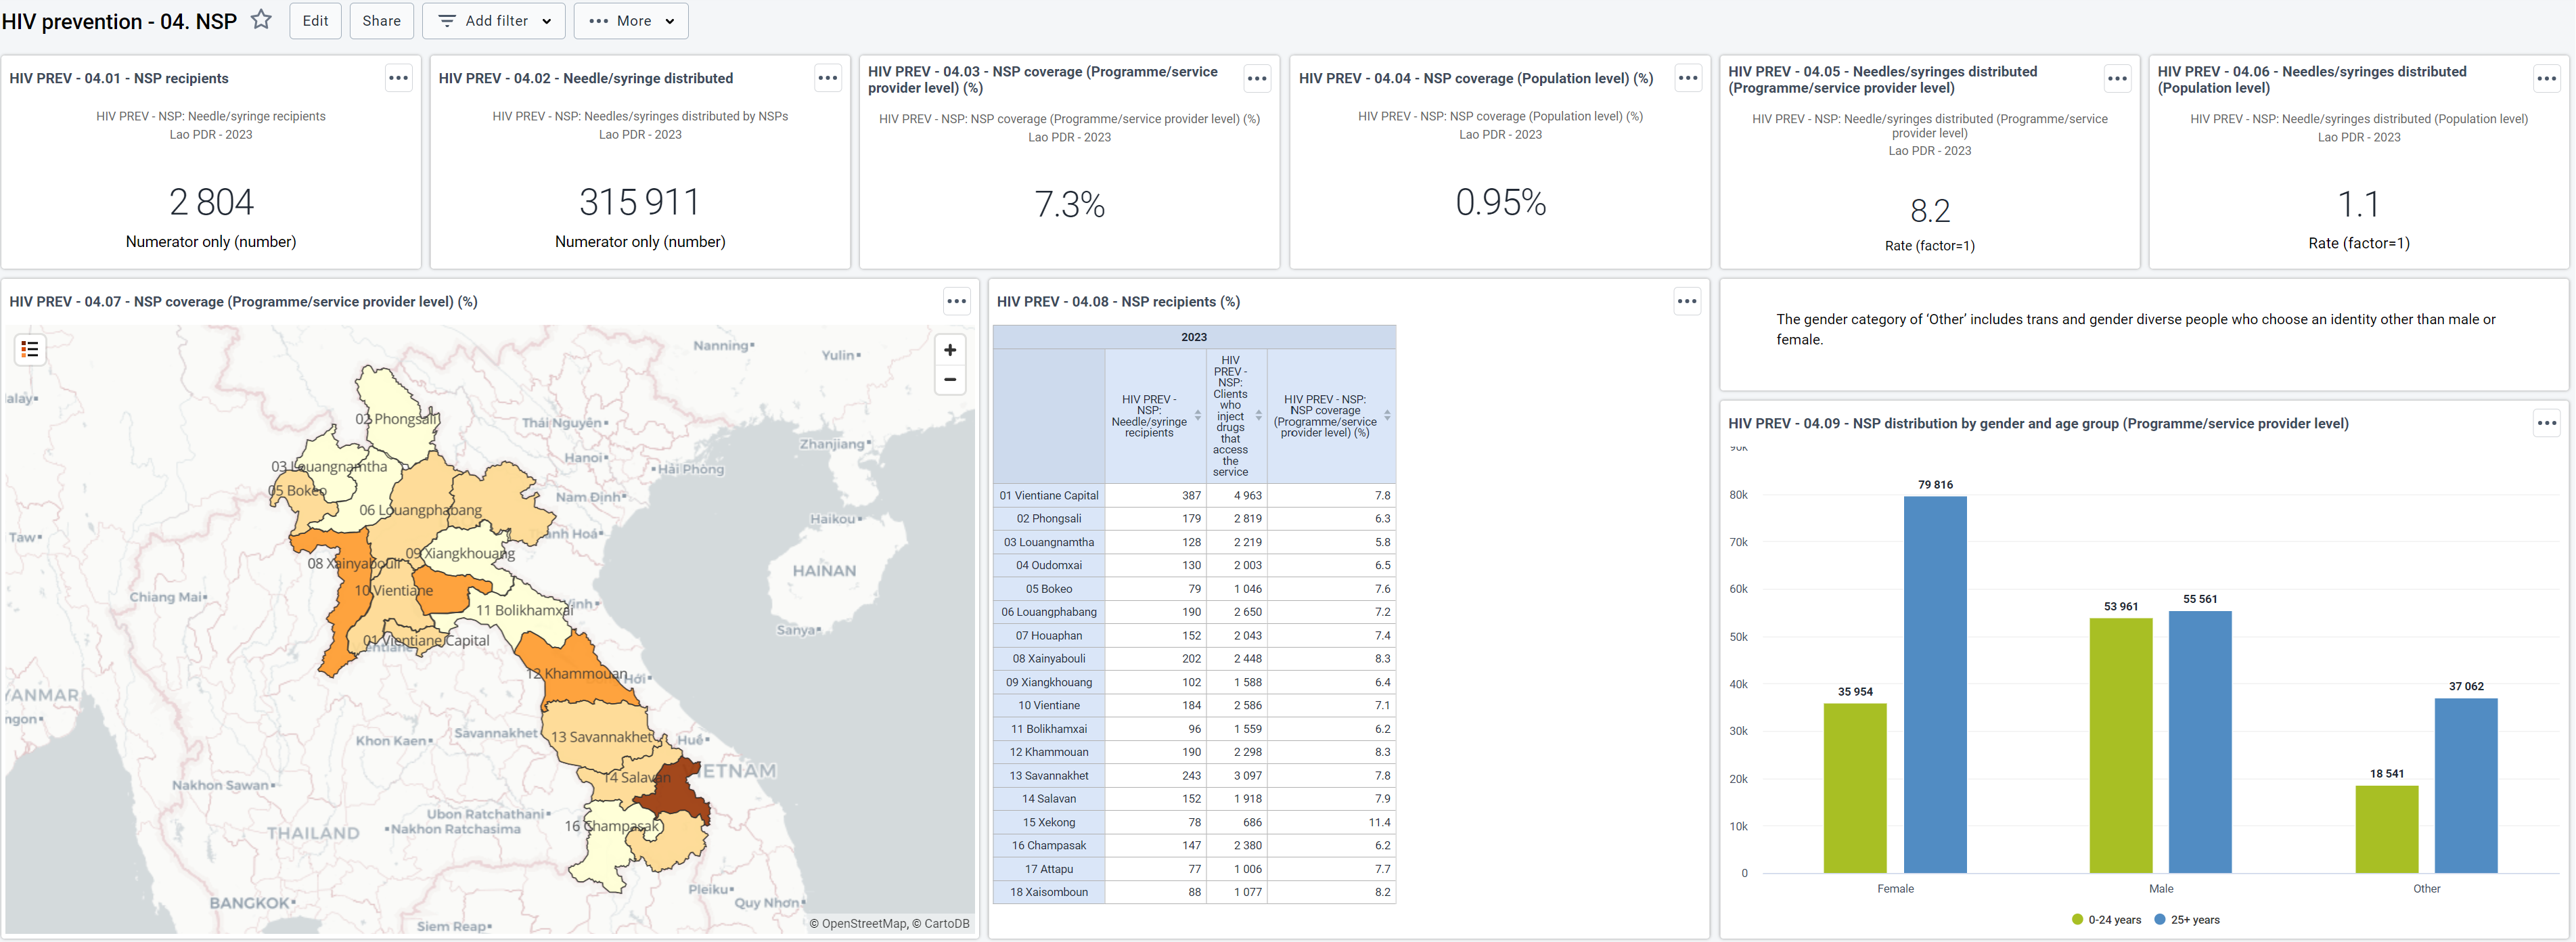 HIV prevention - 04. NSP
Edit
Share
Add filter
More
HIV PREV - 04.01 - NSP recipients
HIV PREV - NSP: Needle/syringe recipients
Lao PDR - 2023
2 804
Numerator only (number)
HIV PREV - 04.02 - Needle/syringe distributed
HIV PREV - NSP: Needles/syringes distributed by NSPs
Lao PDR - 2023
315 911
Numerator only (number)
HIV PREV - 04.03 - NSP coverage (Programme/service
provider level) (%)
HIV PREV - NSP: NSP coverage (Programme/service provider level) (%)
Lao PDR - 2023
7.3%
HIV PREV - 04.04 - NSP coverage (Population level) (%)
HIV PREV - NSP: NSP coverage (Population level) (%)
Lao PDR - 2023
0.95%
HIV PREV - 04.05 - Needles/syringes distributed
(Programme/service provider level)
HIV PREV - NSP: Needle/syringes distributed (Programme/service
provider level)
Lao PDR - 2023
8.2
Rate (factor=1)
HIV PREV - 04.06 - Needles/syringes distributed
(Population level)
HIV PREV - NSP: Needle/syringes distributed (Population level)
Lao PDR - 2023
1.1
Rate (factor=1)
HIV PREV - 04.07 - NSP coverage (Programme/service provider level) (%)
Nanning
Yulin
alay
02 Phongsali
Thái Nguyên
Zhanjiang
03 Louangnamtha
Hanoi
Hải Phòng
05 Bokeo
Nam Định
06 Louangphabang
Haikou
Taw
anh Hoá
09 Xiangkhouang
08 Xainyabouli
HAINAN
10 Vientiane
Chiang Mai
11 Bolikhamxai
Vinh
Sanya
01 Vientiane Capital
entiane
12 Khammouan
Hới
YANMAR
ngon
13 Savannakhet
Savannakhet
Khon Kaen
Huế
14 Salavan
IETNAM
Nakhon Sawan
Ubon Ratchathani
16 Champasak
THAILAND
Nakhon Ratchasima
Pleiku
BANGKOK
Quy Nhơn
Siem Reap
© OpenStreetMap, © CartoDB
HIV PREV - 04.08 - NSP recipients (%)
2023
HIV PREV -
NSP:
Needle/syringe
recipients
HIV
PREV -
NSP:
Clients
who
inject
drugs
that
access
the
service
HIV PREV - NSP:
NSP coverage
(Programme/service
provider level) (%)
01 Vientiane Capital 387 4 963 7.8
02 Phongsali 179 2 819 6.3
03 Louangnamtha 128 2 219 5.8
04 Oudomxai 130 2 003 6.5
05 Bokeo 79 1 046 7.6
06 Louangphabang 190 2 650 7.2
07 Houaphan 152 2 043 7.4
08 Xainyabouli 202 2 448 8.3
09 Xiangkhouang 102 1 588 6.4
10 Vientiane 184 2 586 7.1
11 Bolikhamxai 96 1 559 6.2
12 Khammouan 190 2 298 8.3
13 Savannakhet 243 3 097 7.8
14 Salavan 152 1 918 7.9
15 Xekong 78 686 11.4
16 Champasak 147 2 380 6.2
17 Attapu 77 1 006 7.7
18 Xaisomboun 88 1 077 8.2
The gender category of ‘Other’ includes trans and gender diverse people who choose an identity other than male or
female.
HIV PREV - 04.09 - NSP distribution by gender and age group (Programme/service provider level)
90k
80k
70k
60k
50k
40k
30k
20k
10k
0
35 954
79 816
53 961
55 561
18 541
37 062
Female
Male
Other
0-24 years
25+ years